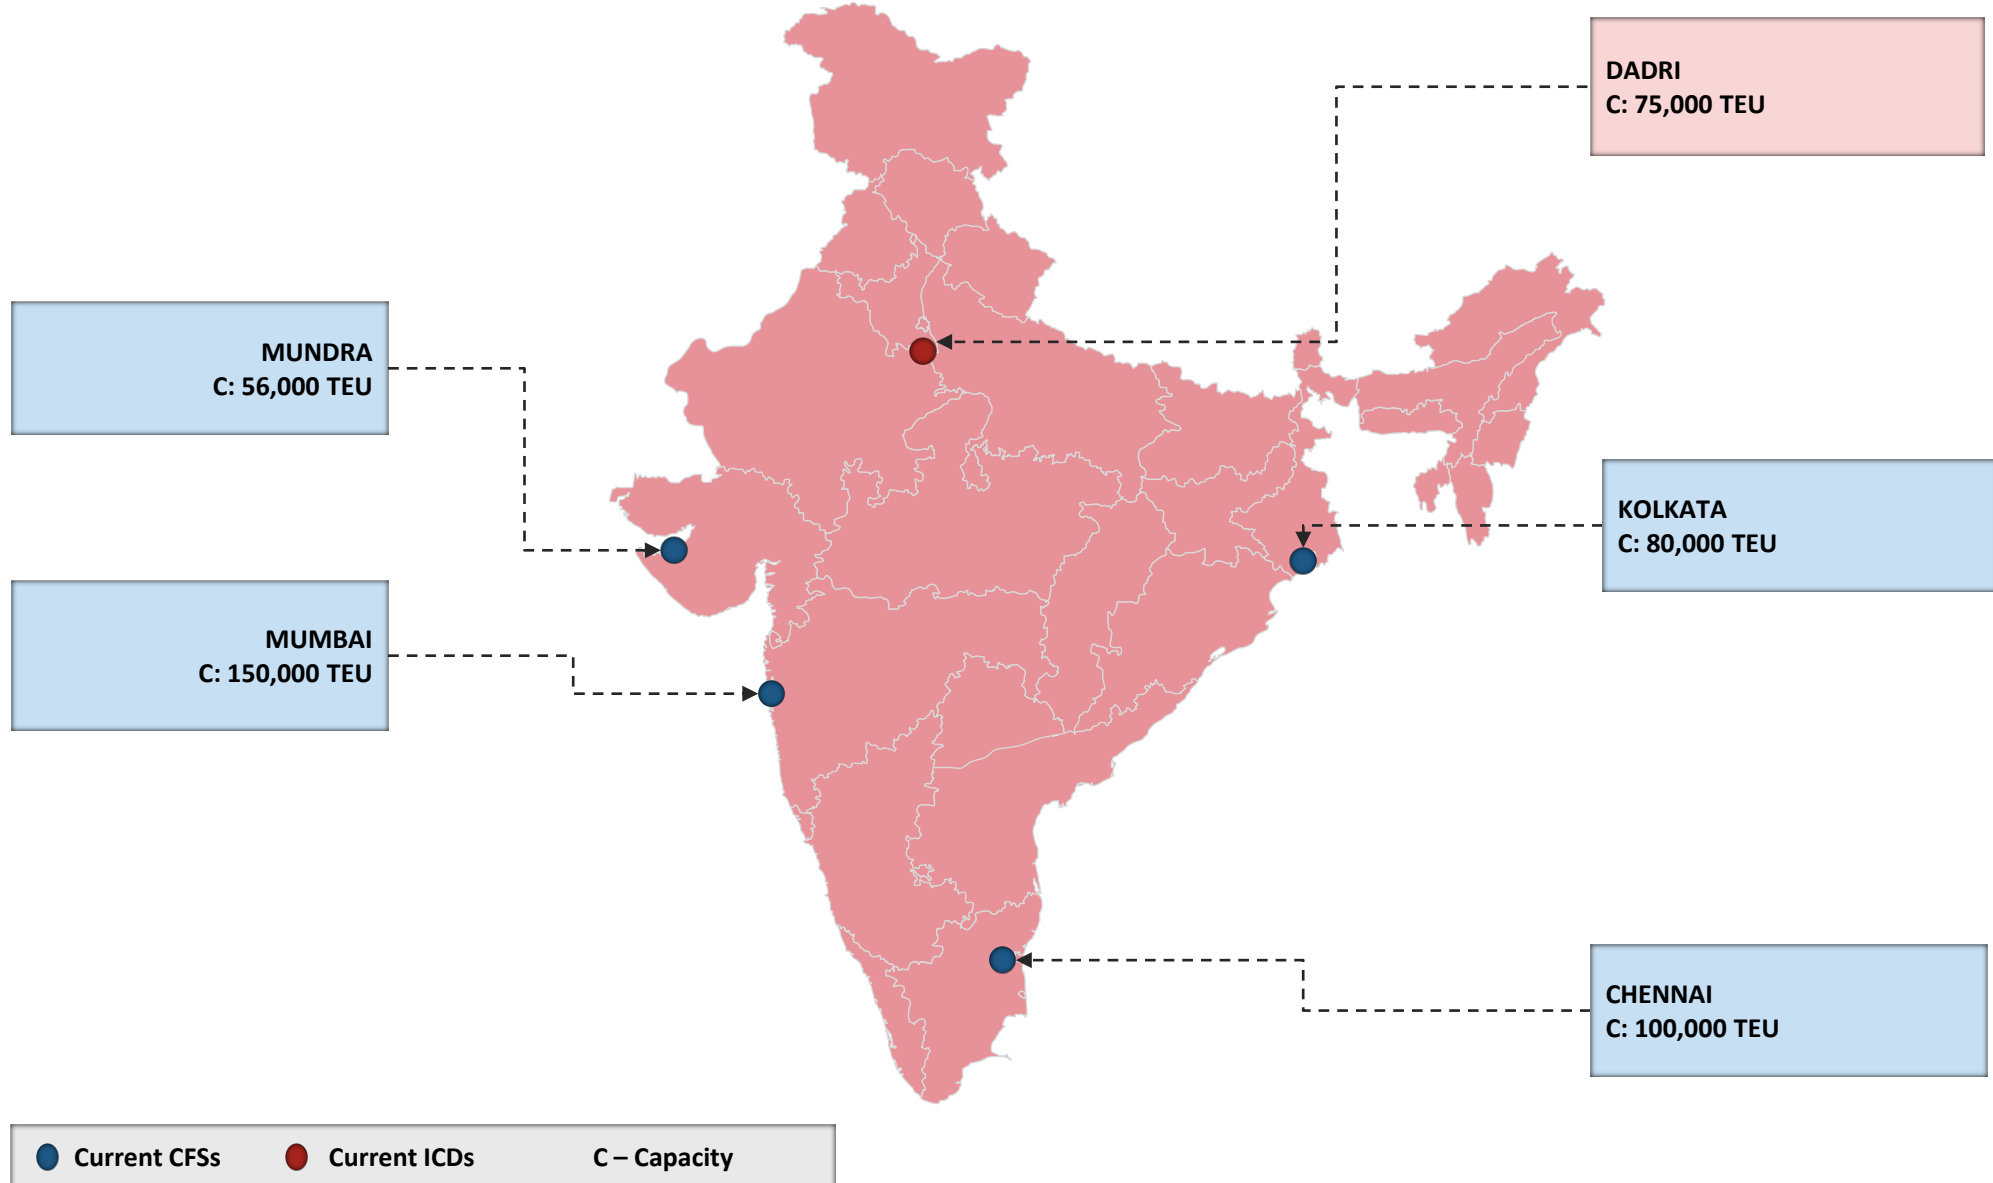 DADRI
C: 75,000 TEU
MUNDRA
C: 56,000 TEU
KOLKATA
C: 80,000 TEU
MUMBAI
C: 150,000 TEU
CHENNAI
C: 100,000 TEU
Current CFSs
Current ICDs
C – Capacity